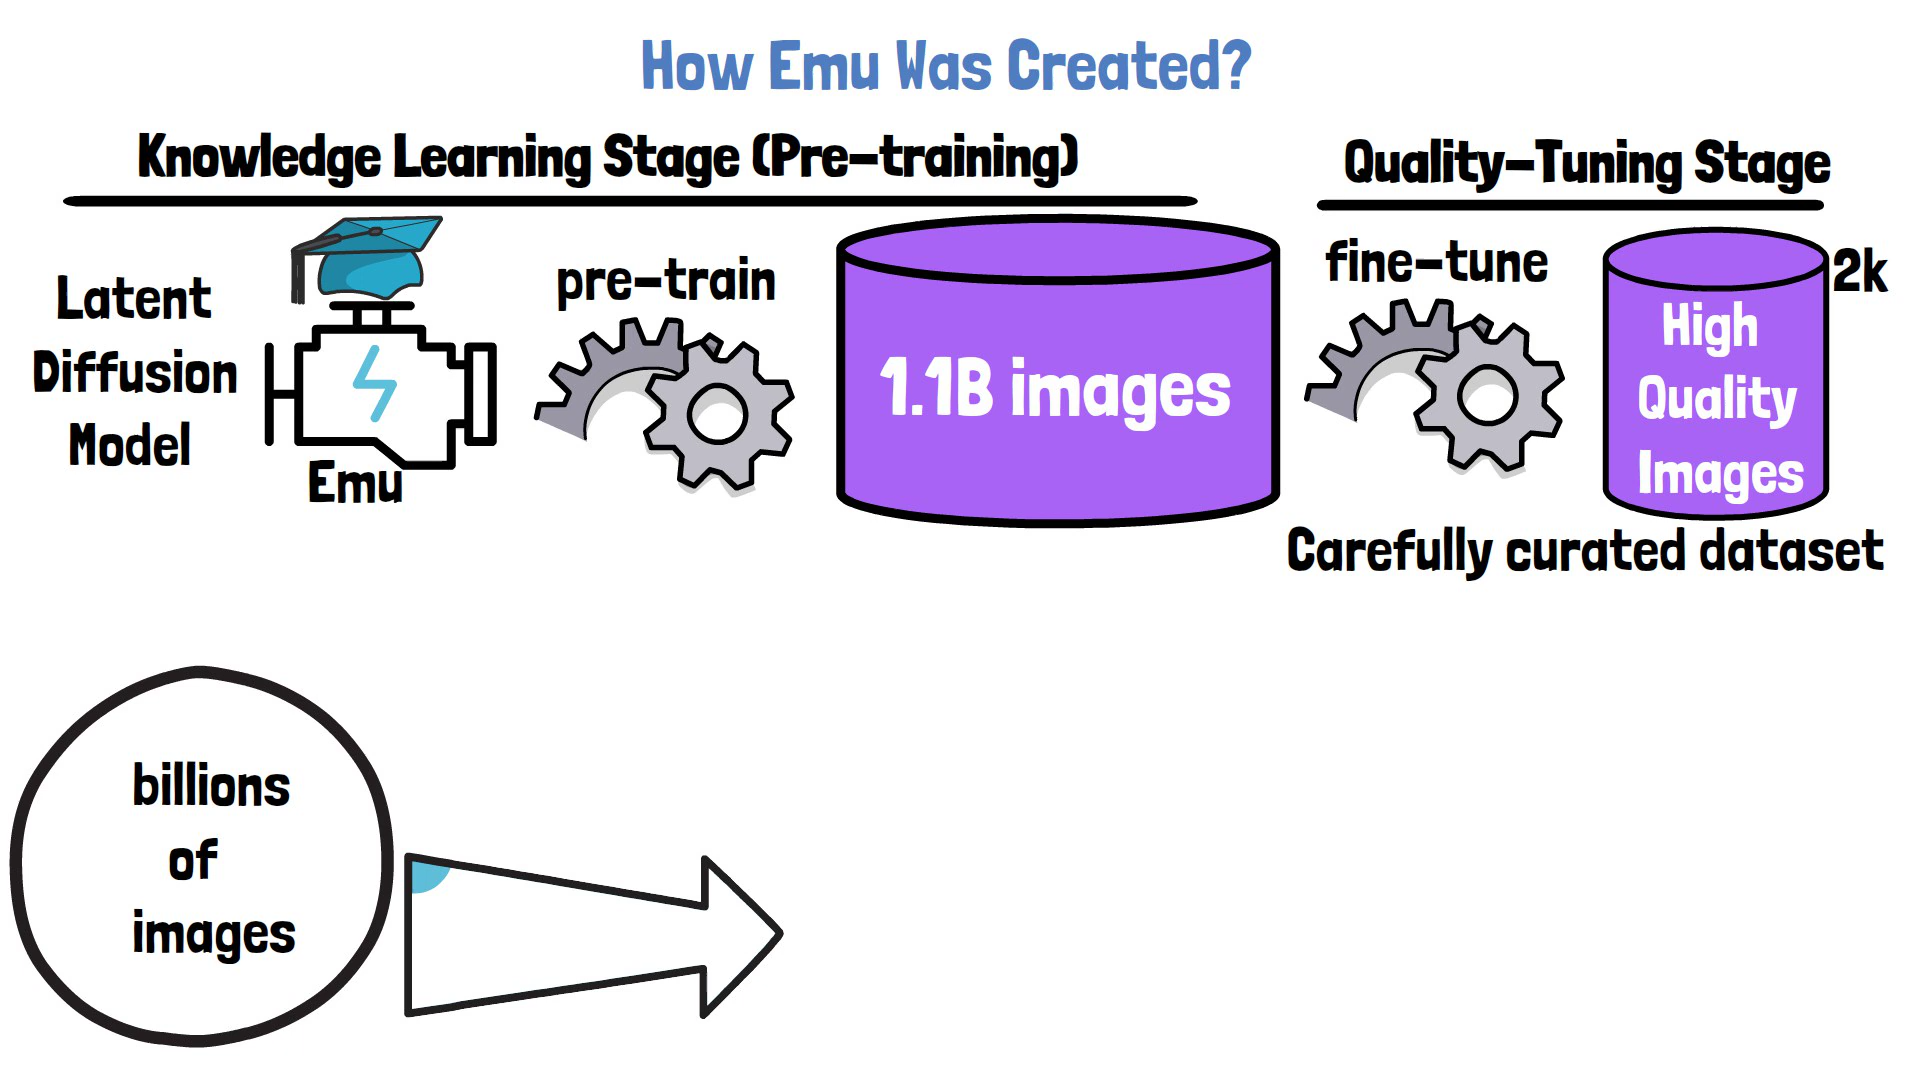 How Emu Was Created?
Knowledge Learning Stage (Pre-training)
Latent
Diffusion
Model
Emu
pre-train
1.1B images
Quality-Tuning Stage
fine-tune
2k
High
Quality
Images
Carefully curated dataset
billions
of
images